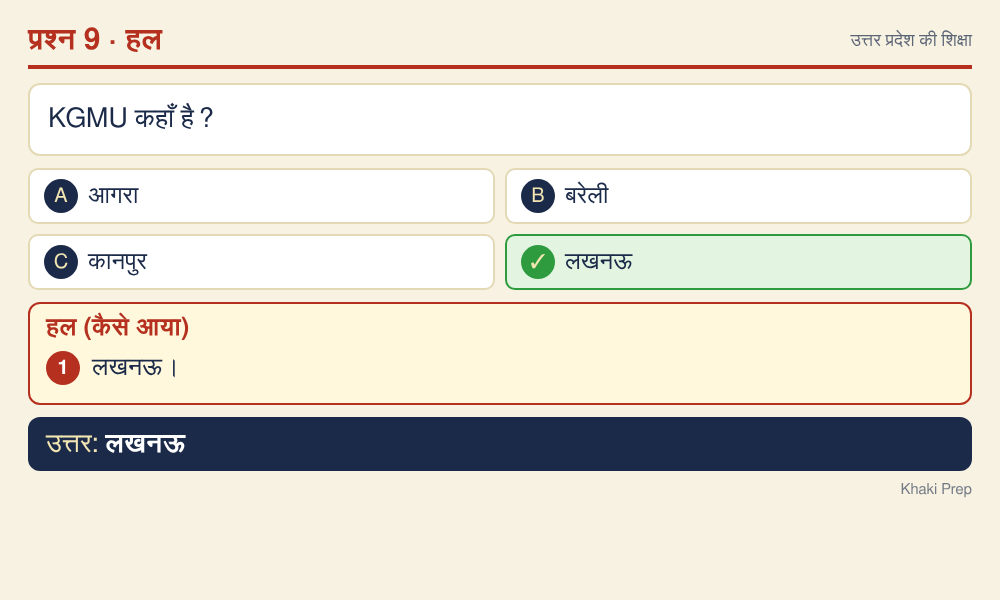 प्रश्न 9 · हल
उत्तर प्रदेश की शिक्षा
KGMU कहाँ है ?
A आगरा
B बरेली
C कानपुर
✓ लखनऊ
हल (कैसे आया)
1 लखनऊ ।
उत्तर: लखनऊ
Khaki Prep